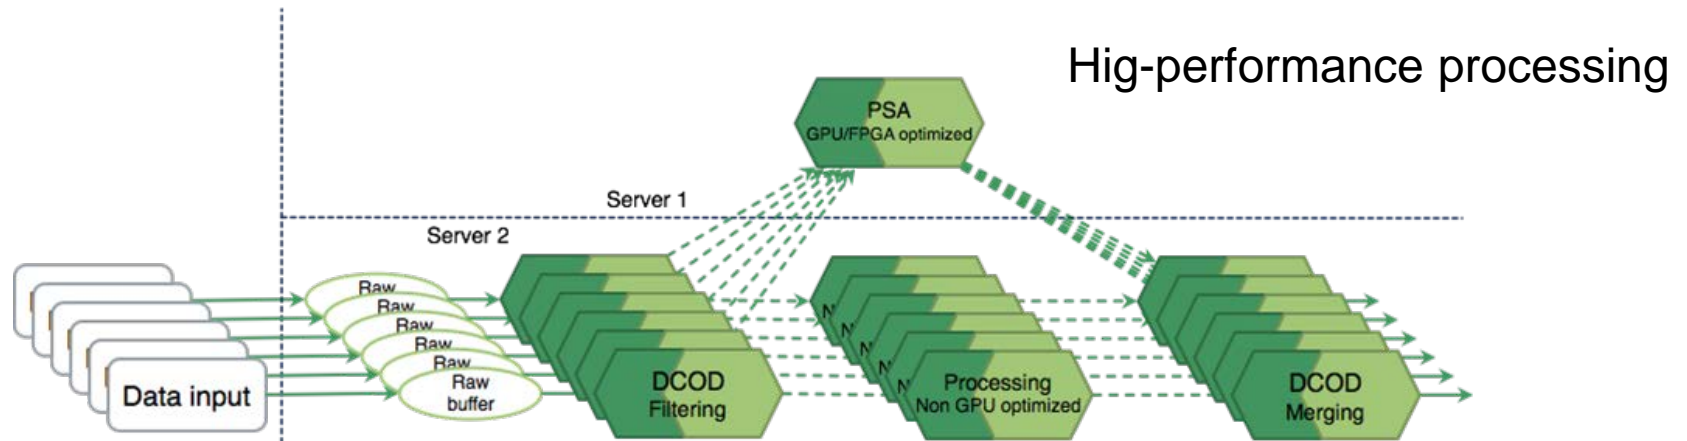 Hig-performance processing
PSA
GPU/FPGA optimized
Server 1
Server 2
Raw
Raw
Raw
Raw
Raw
Raw
buffer
Data input
DCOD
Filtering
N
N
N
N
N
Processing
Non GPU optimized
DCOD
Merging